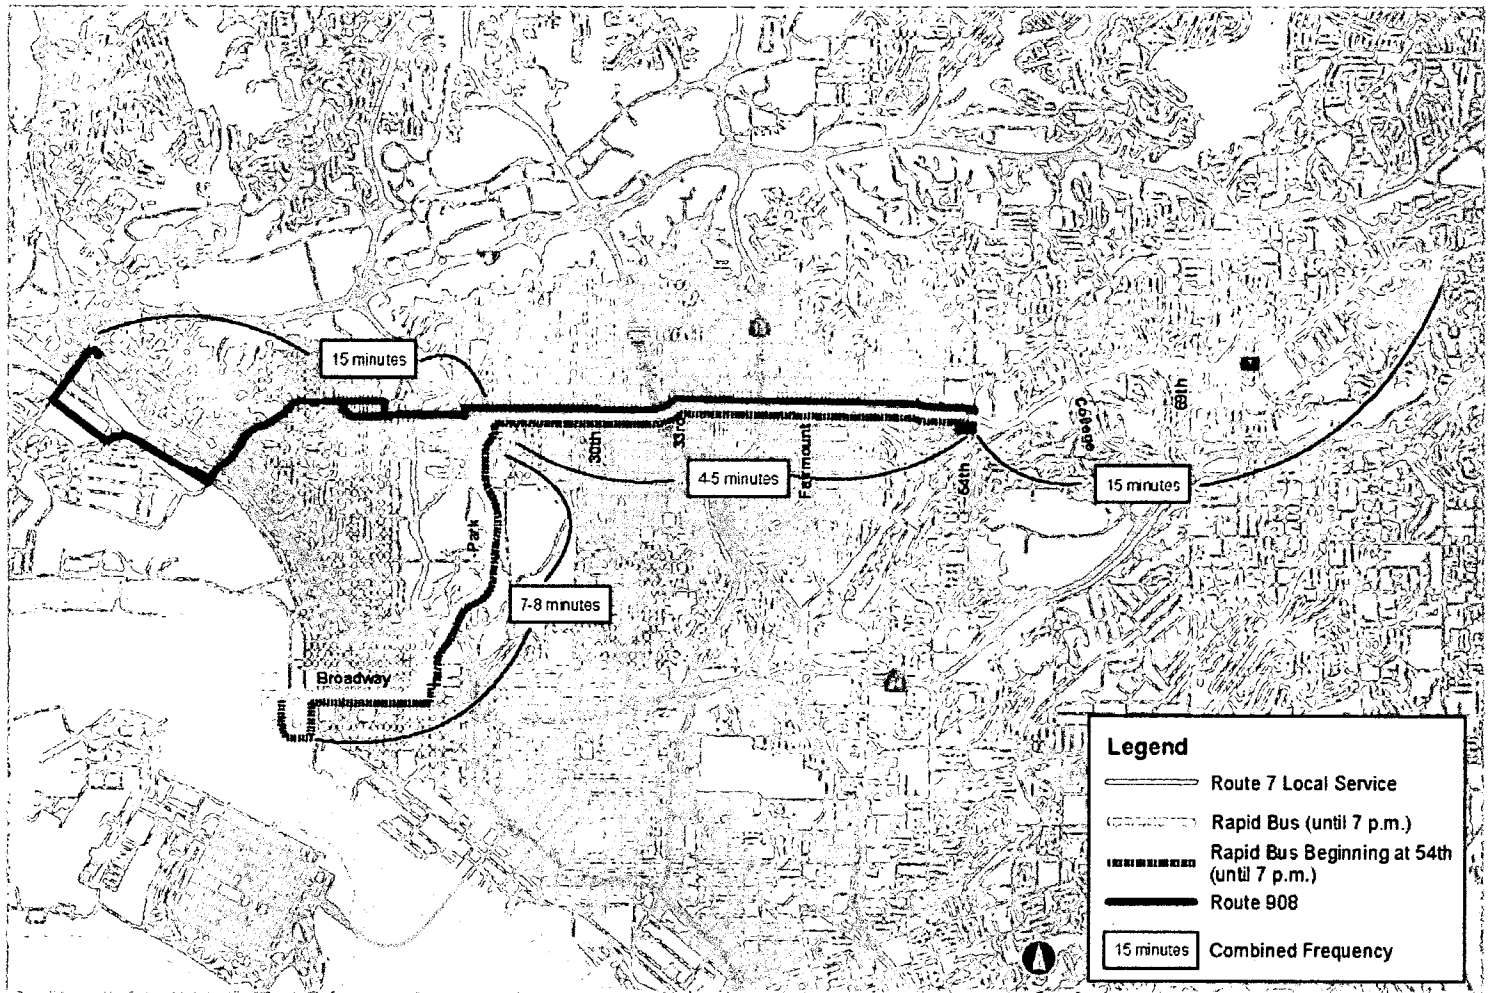 15 minutes
30th
33rd
Fairmount
College
69th
4-5 minutes
54th
15 minutes
Park
7-8 minutes
Broadway
Legend
Route 7 Local Service
Rapid Bus (until 7 p.m.)
Rapid Bus Beginning at 54th
(until 7 p.m.)
Route 908
15 minutes Combined Frequency